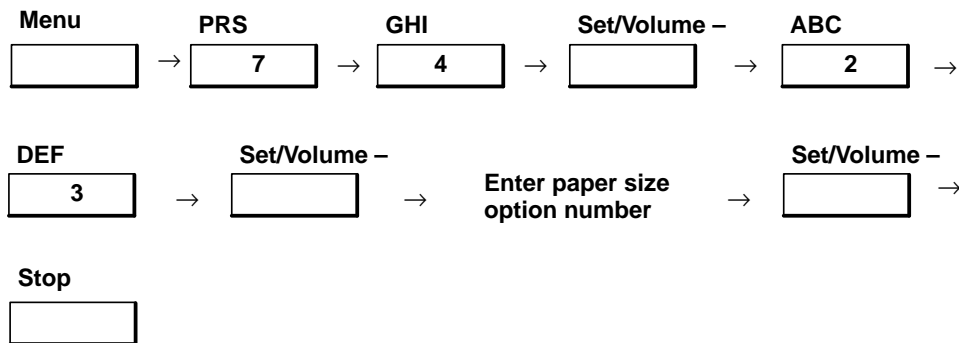 Menu
PRS GHI Set/Volume – ABC
→ 7 → 4 → → 2 →
DEF Set/Volume – Set/Volume –
3 → → Enter paper size → →
option number
Stop